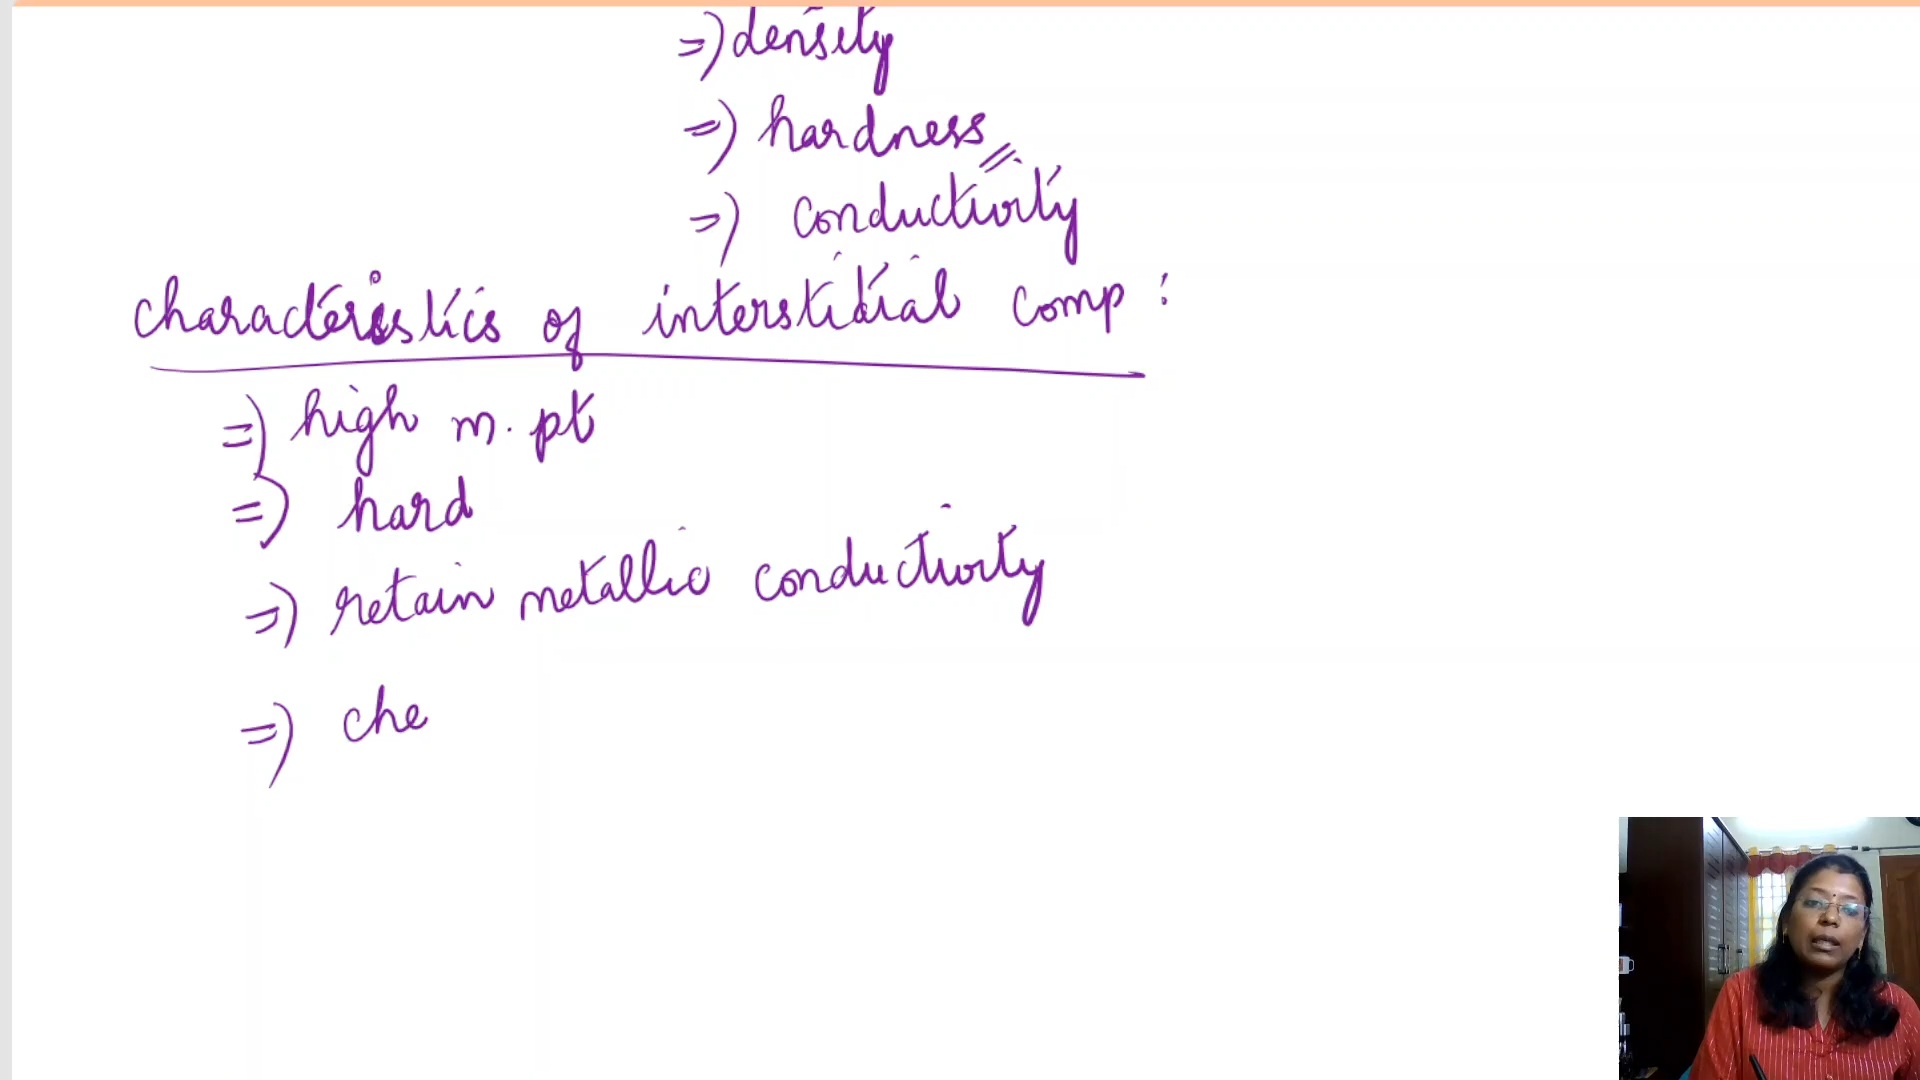 =) density
=) hardness
=) conductivity
characteristics of interstitial comp :
=) high m. pt
=) hard
=) retain metallic conductivity
=) che